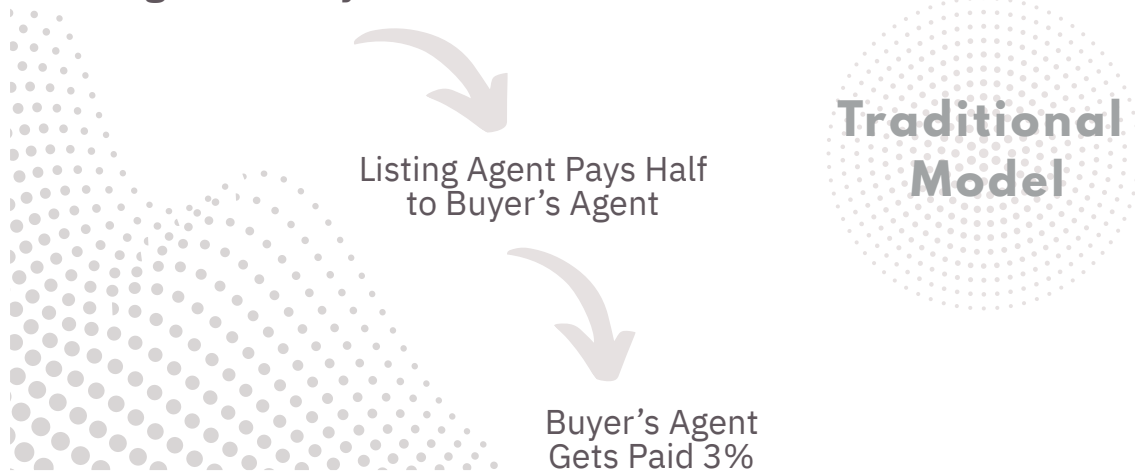 Listing Agent Pays Half
to Buyer’s Agent
Traditional
Model
Buyer’s Agent
Gets Paid 3%